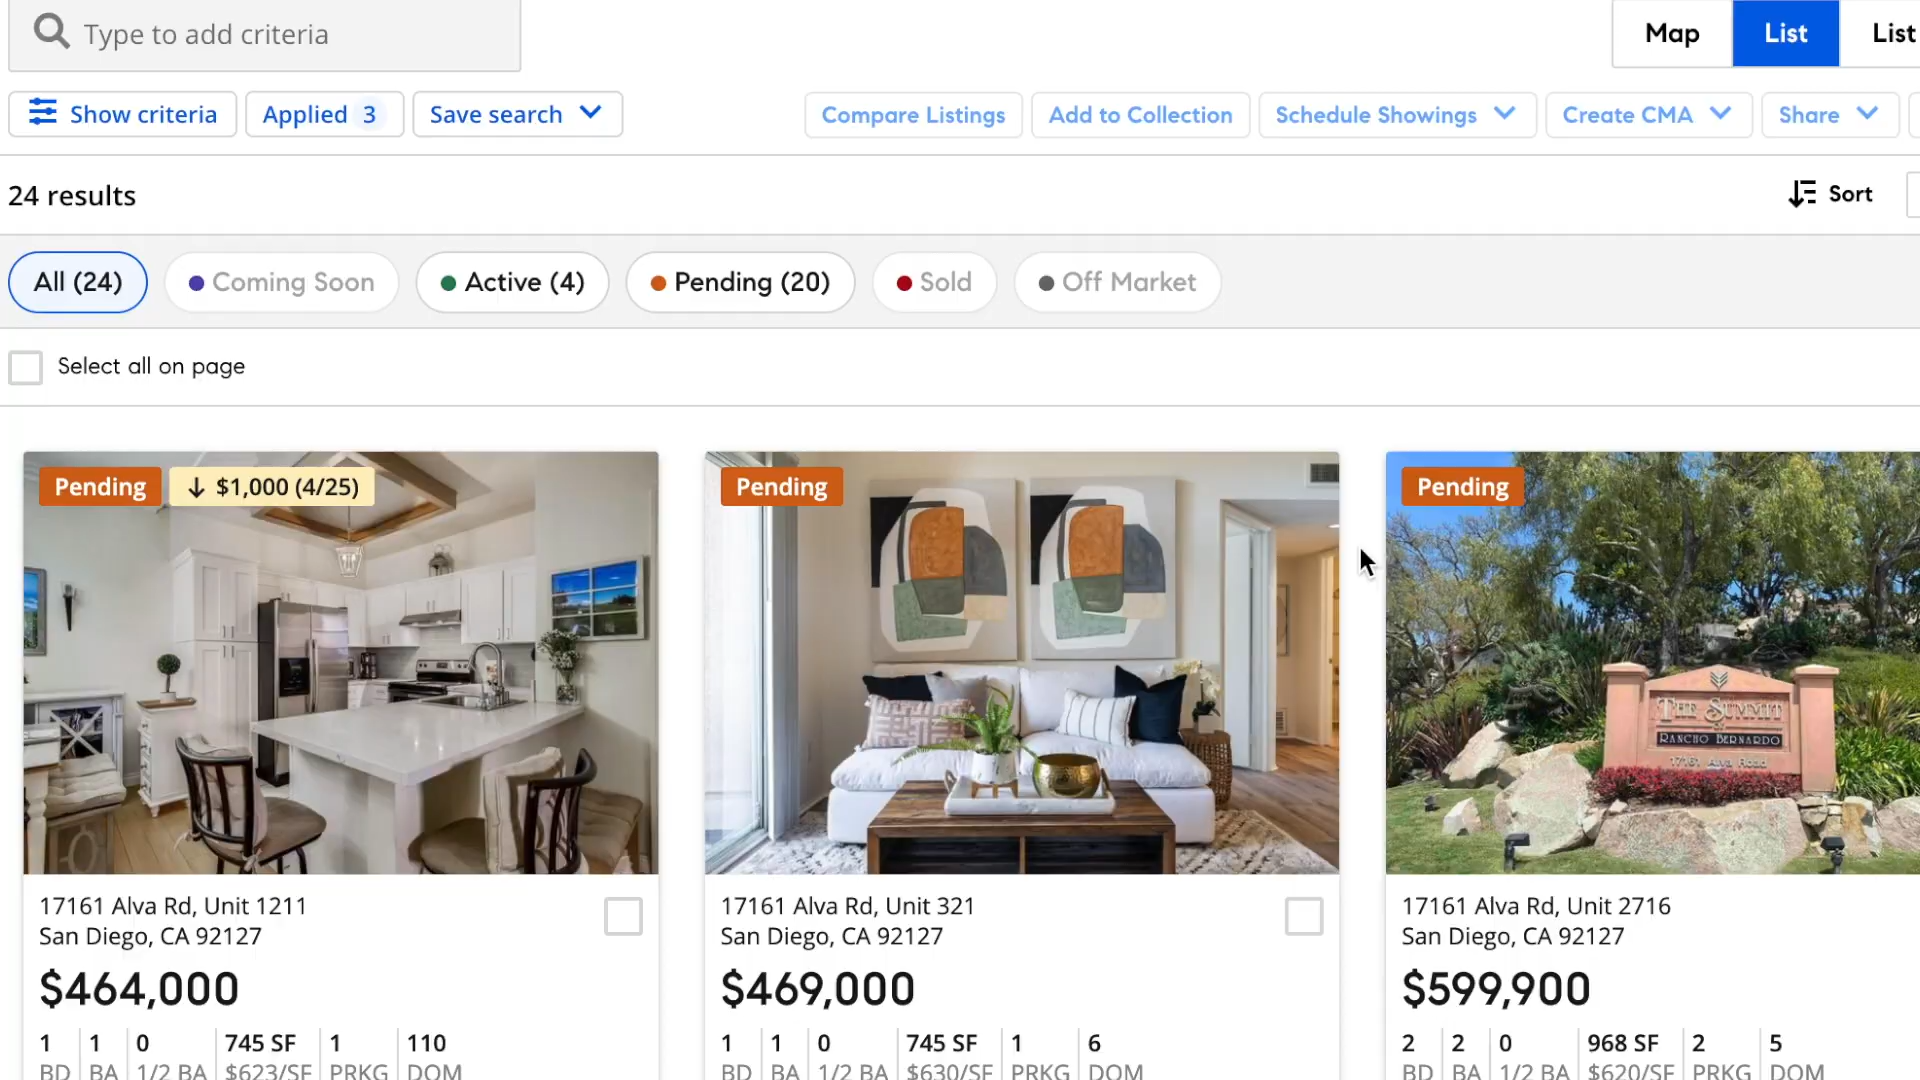 Type to add criteria
Map
List
List
Show criteria
Applied 3
Save search
Compare Listings
Add to Collection
Schedule Showings
Create CMA
Share
24 results
Sort
All (24)
Coming Soon
Active (4)
Pending (20)
Sold
Off Market
Select all on page
Pending
↓ $1,000 (4/25)
Pending
Pending
THE SUMMIT
RANCHO BERNARDO
17161 ALVA ROAD
17161 Alva Rd, Unit 1211
San Diego, CA 92127
$464,000
1 1 0 745 SF 1 110
BD BA 1/2 BA $623/SF PRKG DOM
17161 Alva Rd, Unit 321
San Diego, CA 92127
$469,000
1 1 0 745 SF 1 6
BD BA 1/2 BA $630/SF PRKG DOM
17161 Alva Rd, Unit 2716
San Diego, CA 92127
$599,900
2 2 0 968 SF 2 5
BD BA 1/2 BA $620/SF PRKG DOM